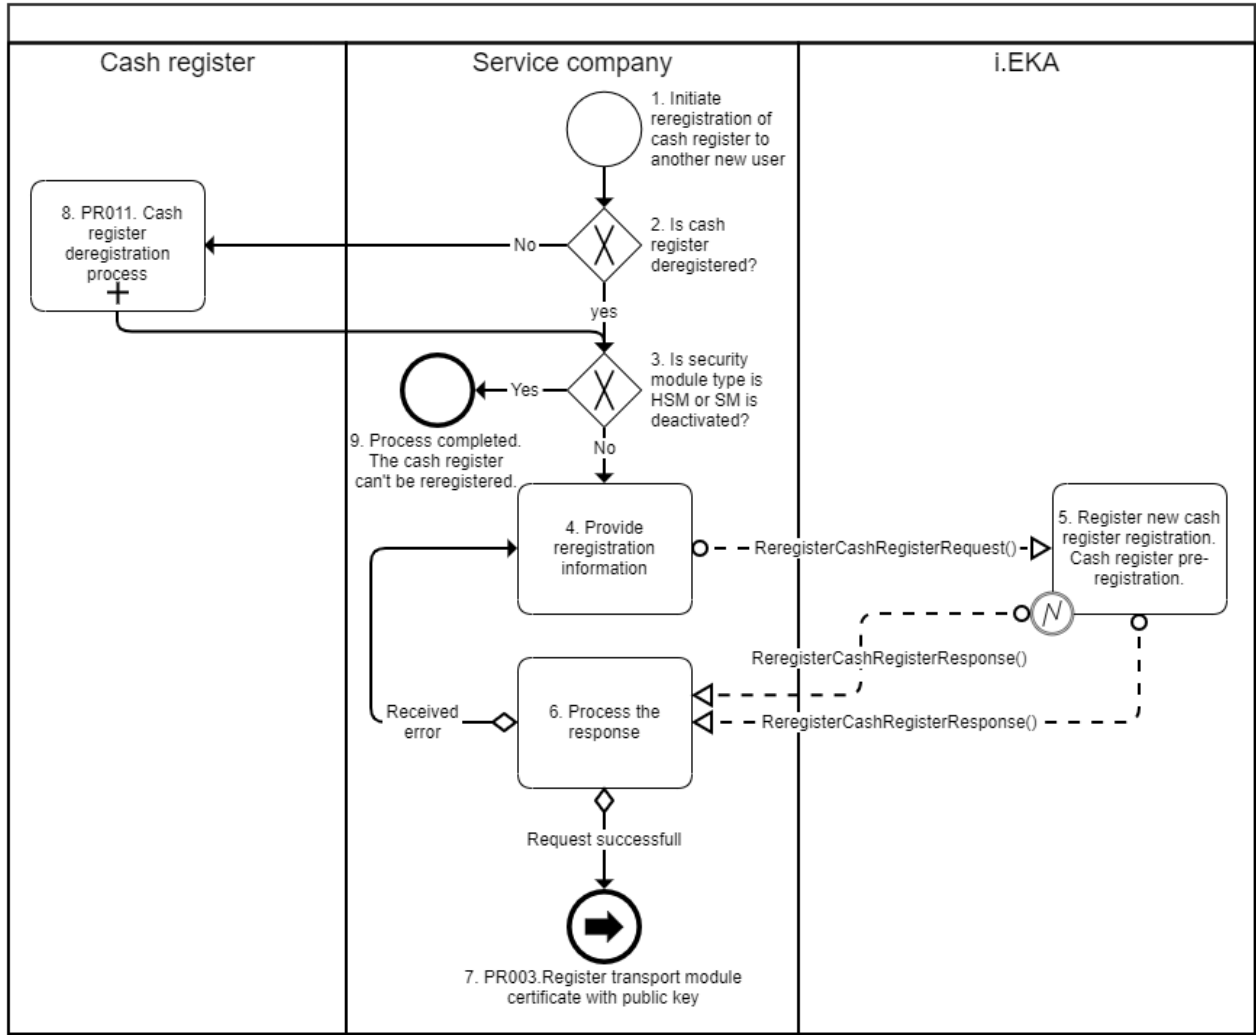 Cash register
Service company
i.EKA
1. Initiate
reregistration of
cash register to
another new user
8. PR011. Cash
register
deregistration
process
No
2. Is cash
register
deregistered?
yes
3. Is security
module type is
HSM or SM is
deactivated?
Yes
9. Process completed.
The cash register
can't be reregistered.
No
4. Provide
reregistration
information
ReregisterCashRegisterRequest()
5. Register new cash
register registration.
Cash register pre-
registration.
ReregisterCashRegisterResponse()
Received
error
6. Process the
response
ReregisterCashRegisterResponse()
Request successfull
7. PR003.Register transport module
certificate with public key